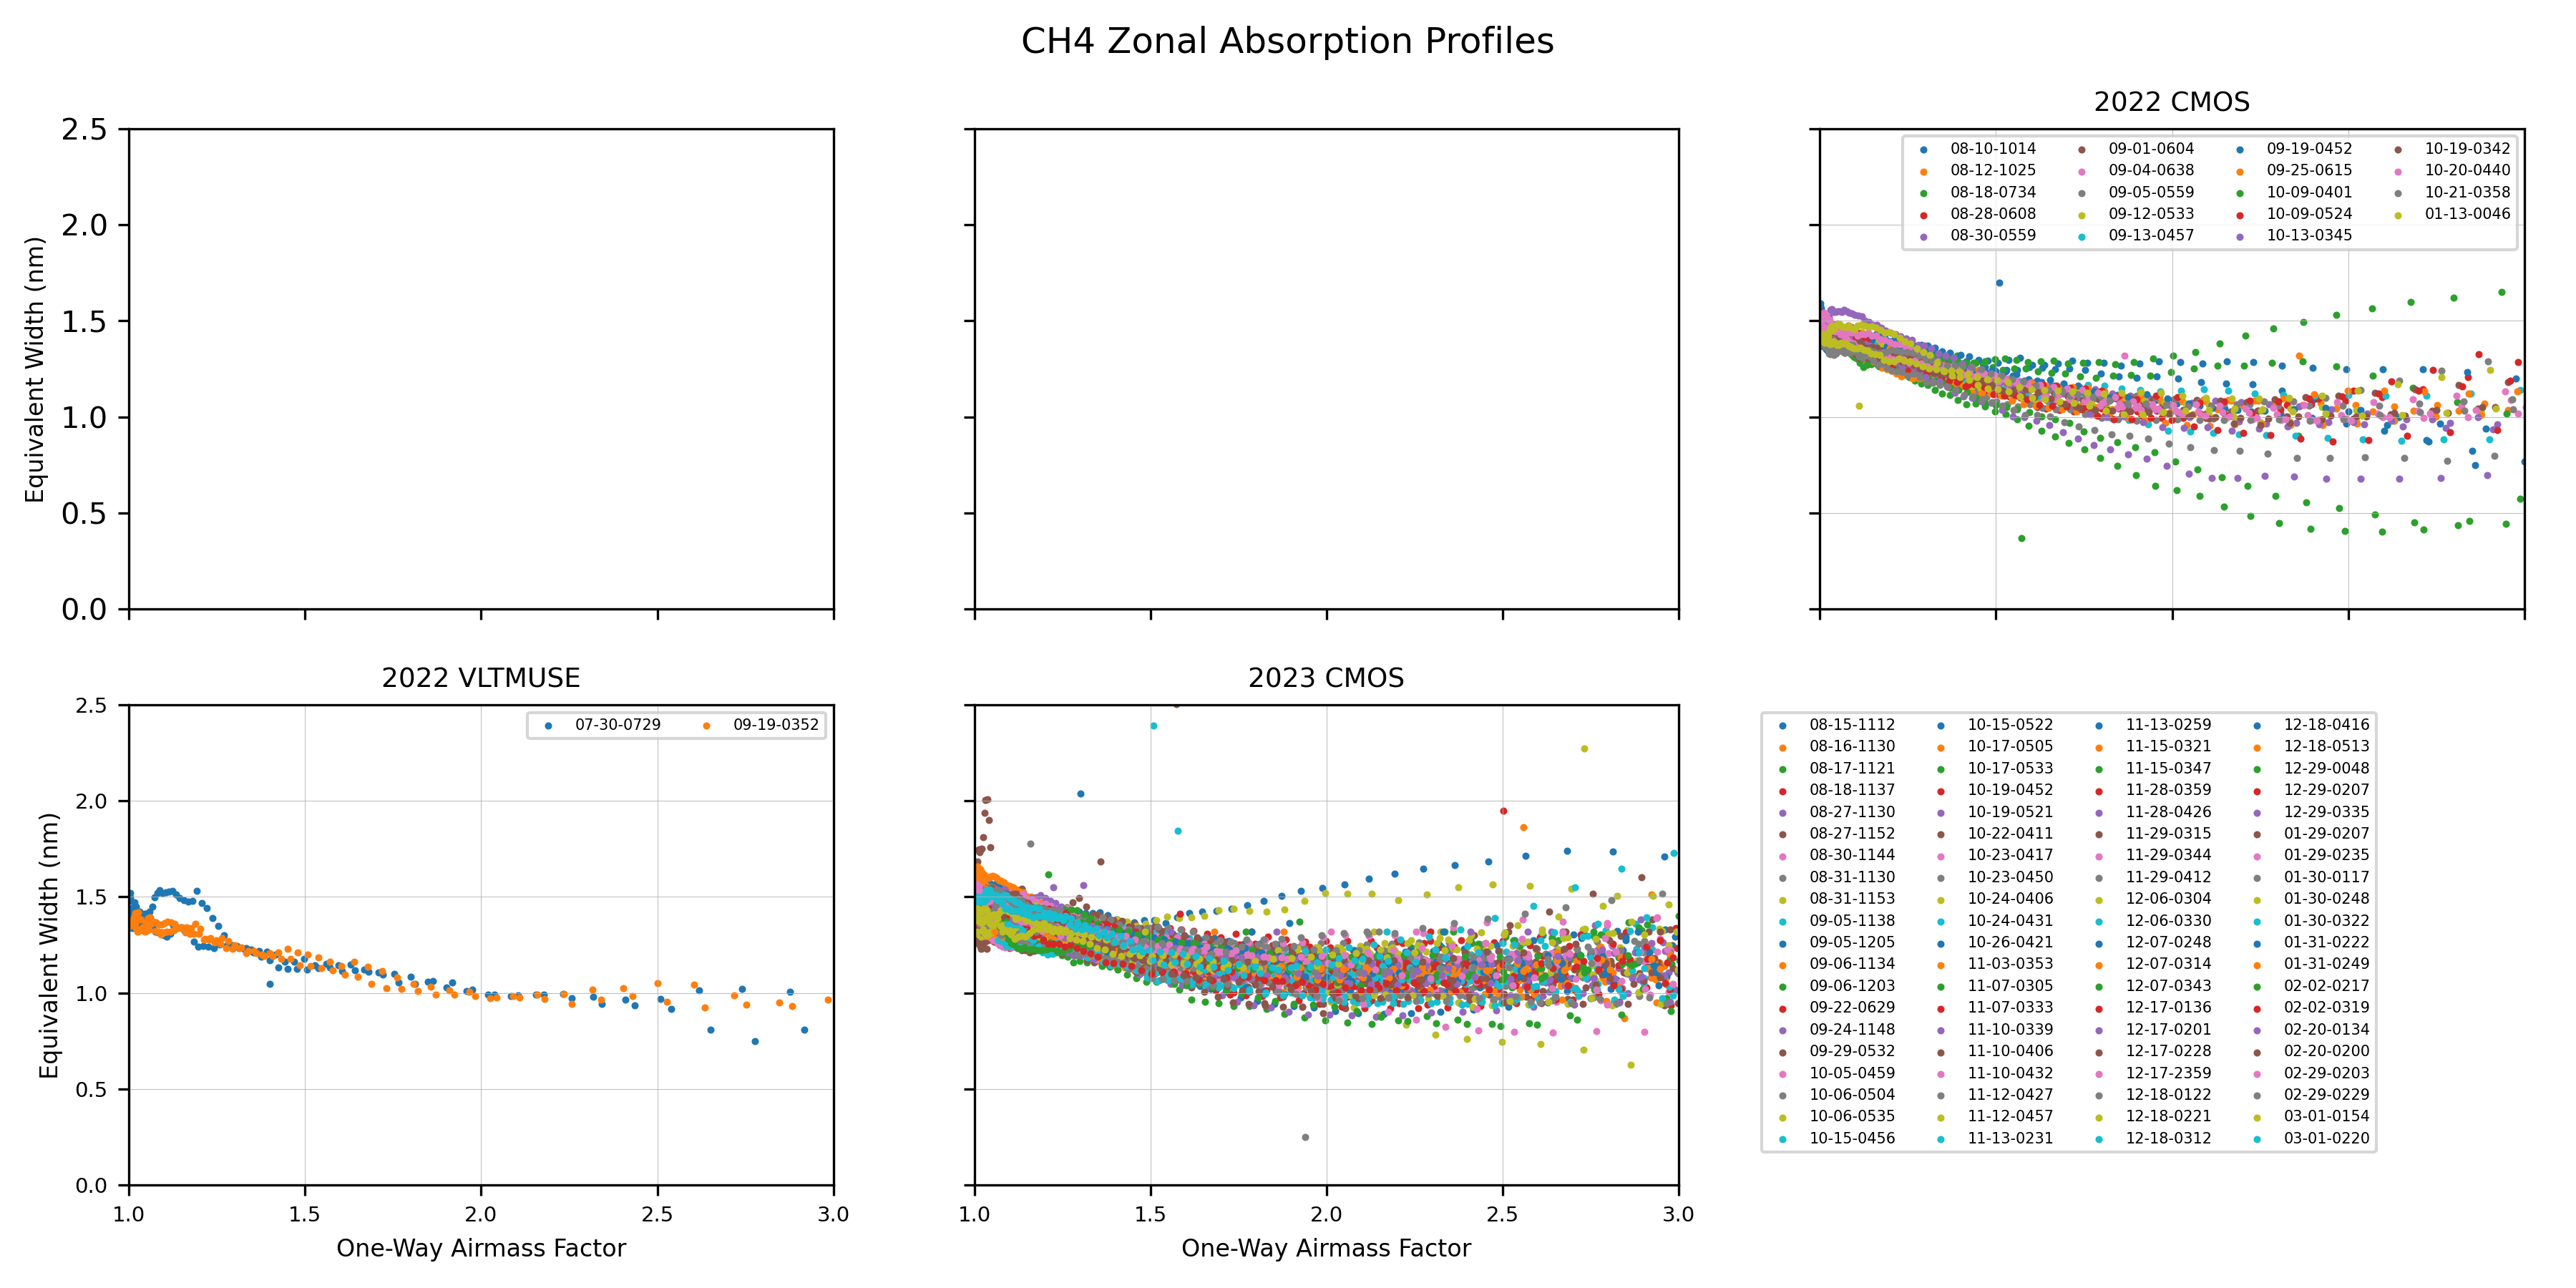 CH4 Zonal Absorption Profiles
2022 CMOS
2.5
2.0
1.5
1.0
0.5
0.0
Equivalent Width (nm)
08-10-1014 09-01-0604 09-19-0452 10-19-0342
08-12-1025 09-04-0638 09-25-0615 10-20-0440
08-18-0734 09-05-0559 10-09-0401 10-21-0358
08-28-0608 09-12-0533 10-09-0524 01-13-0046
08-30-0559 09-13-0457 10-13-0345
2022 VLTMUSE
2.5
2.0
1.5
1.0
0.5
0.0
Equivalent Width (nm)
07-30-0729 09-19-0352
1.0 1.5 2.0 2.5 3.0
One-Way Airmass Factor
2023 CMOS
1.0 1.5 2.0 2.5 3.0
One-Way Airmass Factor
08-15-1112 10-15-0522 11-13-0259 12-18-0416
08-16-1130 10-17-0505 11-15-0321 12-18-0513
08-17-1121 10-17-0533 11-15-0347 12-29-0048
08-18-1137 10-19-0452 11-28-0359 12-29-0207
08-27-1130 10-19-0521 11-28-0426 12-29-0335
08-27-1152 10-22-0411 11-29-0315 01-29-0207
08-30-1144 10-23-0417 11-29-0344 01-29-0235
08-31-1130 10-23-0450 11-29-0412 01-30-0117
08-31-1153 10-24-0406 12-06-0304 01-30-0248
09-05-1138 10-24-0431 12-06-0330 01-30-0322
09-05-1205 10-26-0421 12-07-0248 01-31-0222
09-06-1134 11-03-0353 12-07-0314 01-31-0249
09-06-1203 11-07-0305 12-07-0343 02-02-0217
09-22-0629 11-07-0333 12-17-0136 02-02-0319
09-24-1148 11-10-0339 12-17-0201 02-20-0134
09-29-0532 11-10-0406 12-17-0228 02-20-0200
10-05-0459 11-10-0432 12-17-2359 02-29-0203
10-06-0504 11-12-0427 12-18-0122 02-29-0229
10-06-0535 11-12-0457 12-18-0221 03-01-0154
10-15-0456 11-13-0231 12-18-0312 03-01-0220